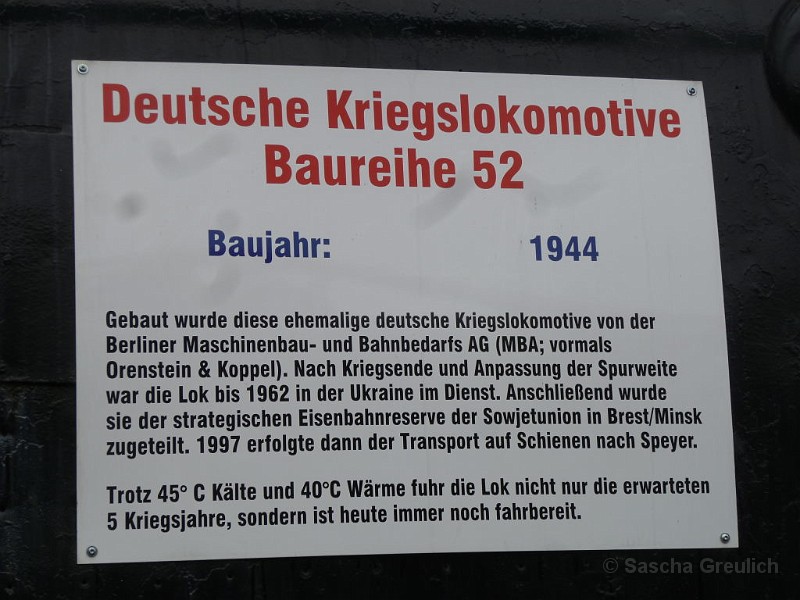 Deutsche Kriegslokomotive
Baureihe 52
Baujahr: 1944
Gebaut wurde diese ehemalige deutsche Kriegslokomotive von der
Berliner Maschinenbau- und Bahnbedarfs AG (MBA; vormals
Orenstein & Koppel). Nach Kriegsende und Anpassung der Spurweite
war die Lok bis 1962 in der Ukraine im Dienst. Anschließend wurde
sie der strategischen Eisenbahnreserve der Sowjetunion in Brest/Minsk
zugeteilt. 1997 erfolgte dann der Transport auf Schienen nach Speyer.
Trotz 45° C Kälte und 40°C Wärme fuhr die Lok nicht nur die erwarteten
5 Kriegsjahre, sondern ist heute immer noch fahrbereit.
© Sascha Greulich